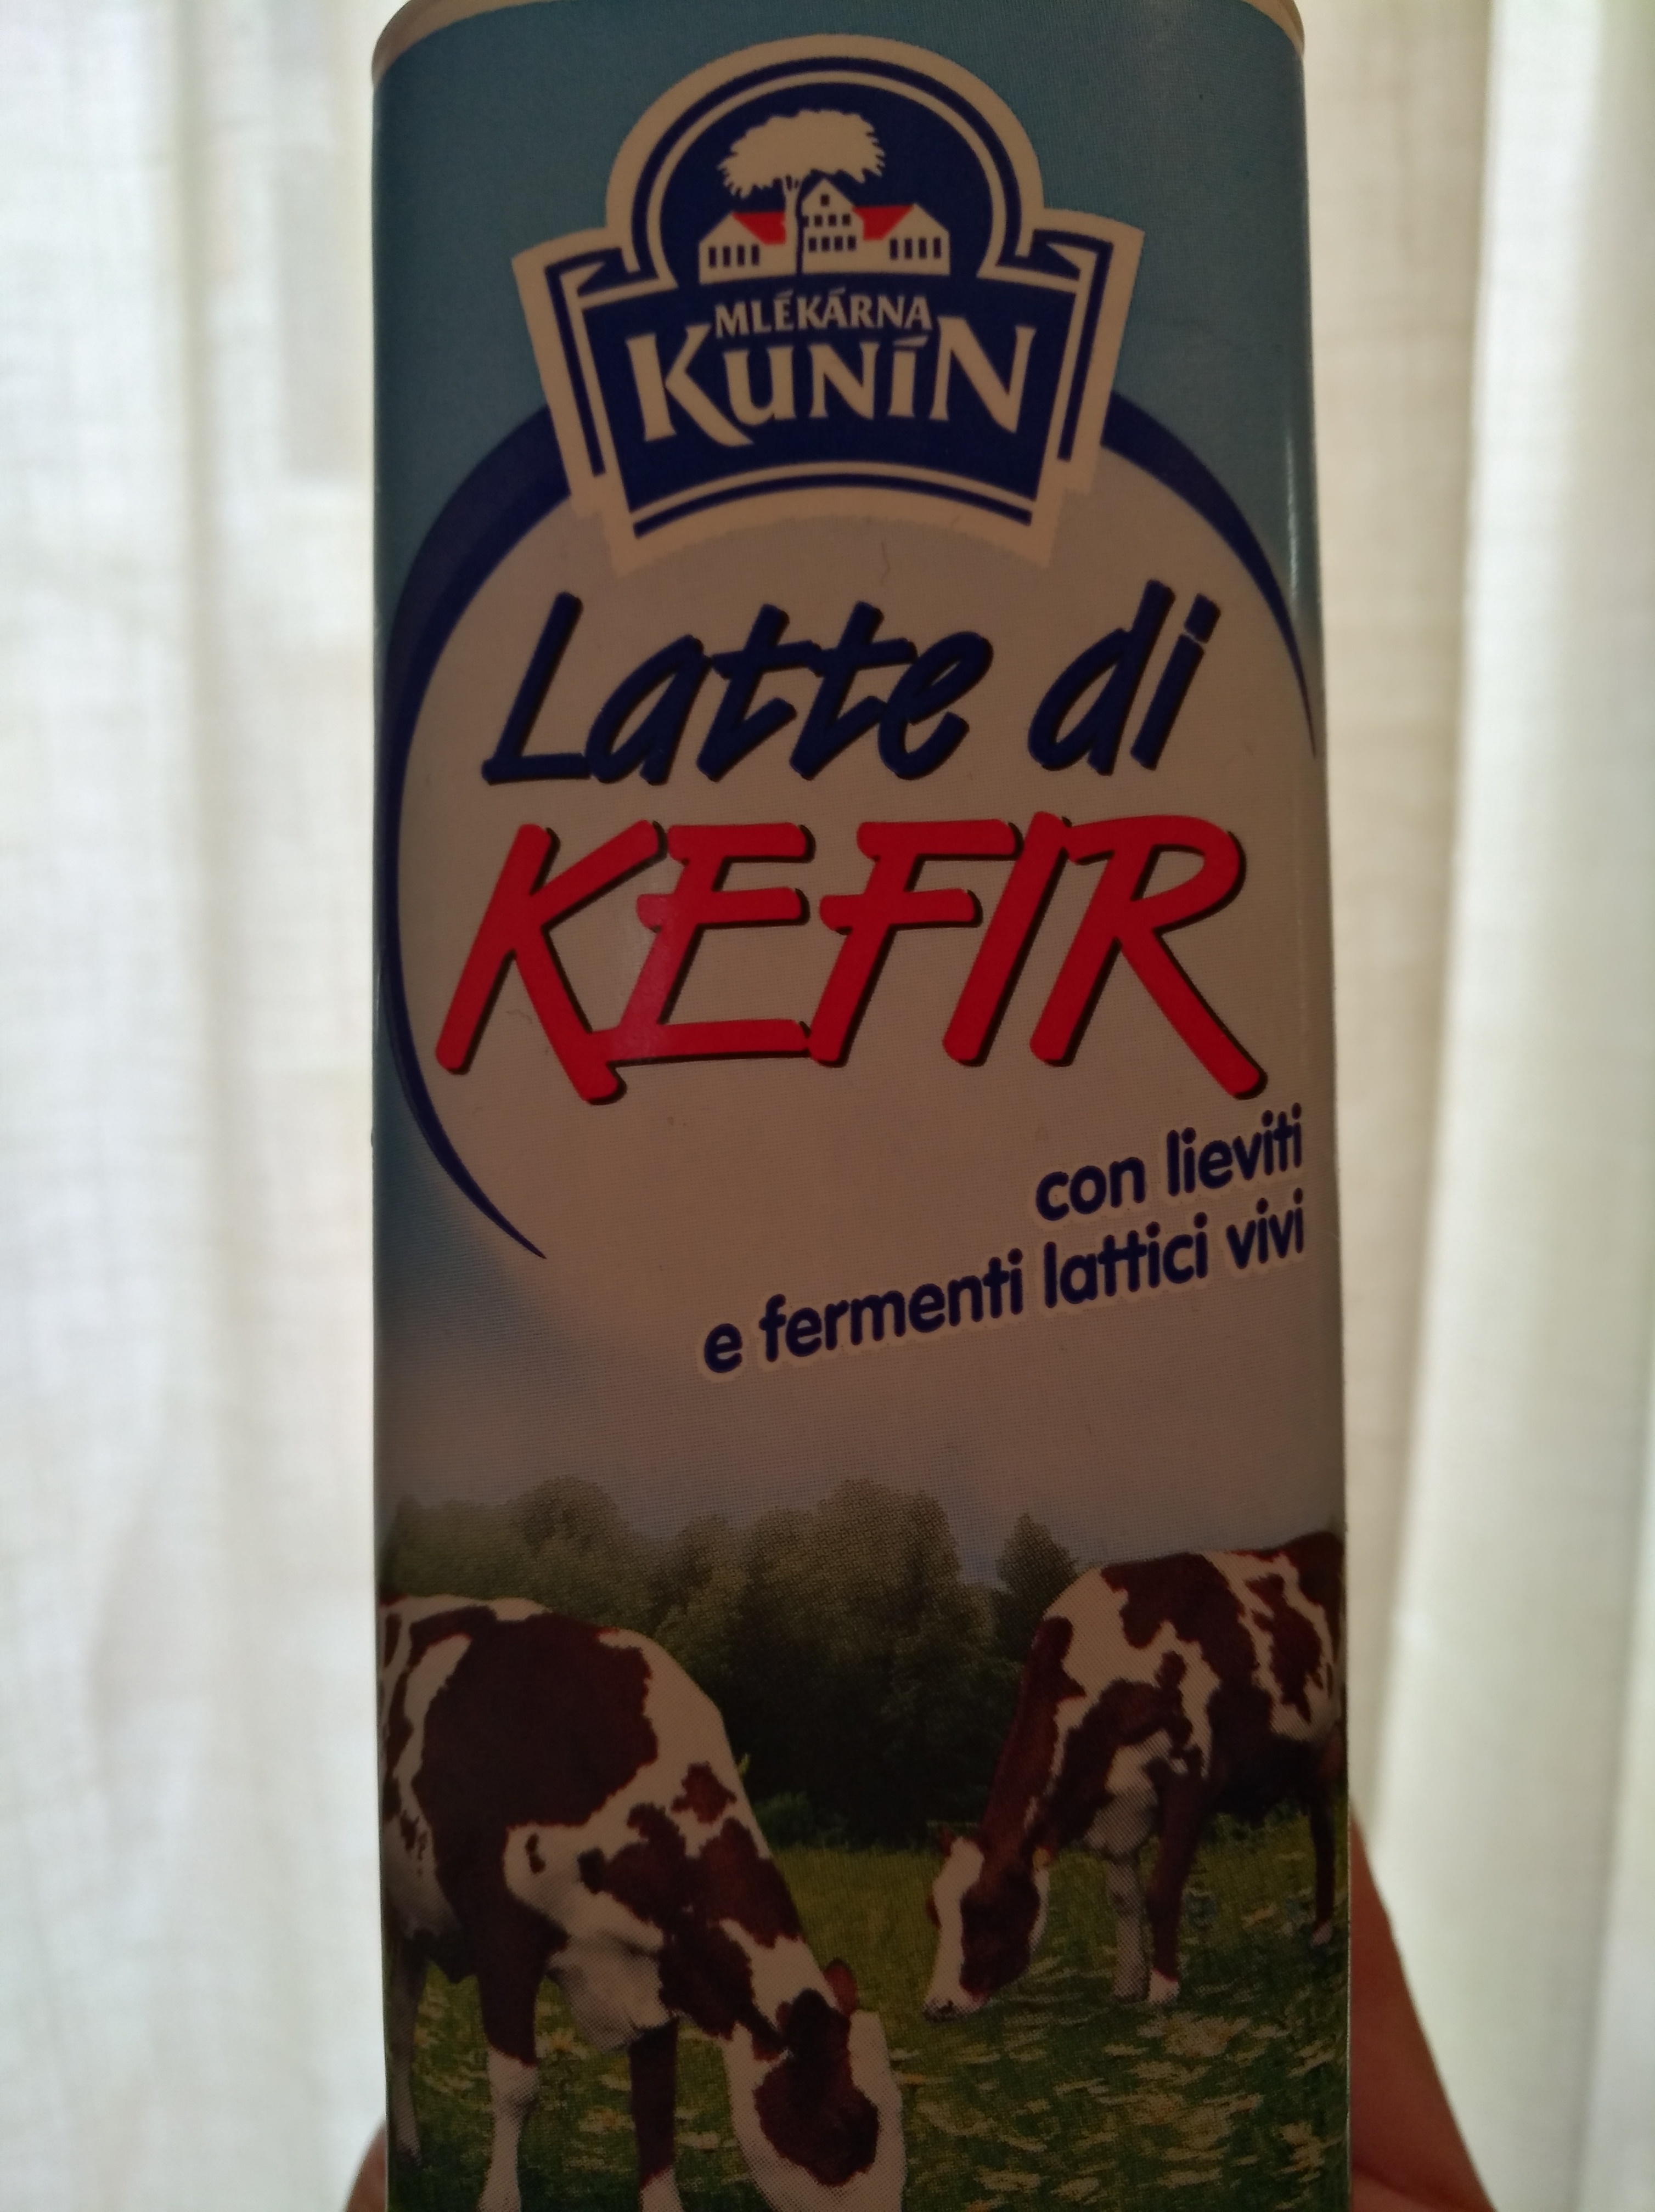 MLÉKÁRNA
KUNÍN
Latte di
KEFIR
con lieviti
e fermenti lattici vivi